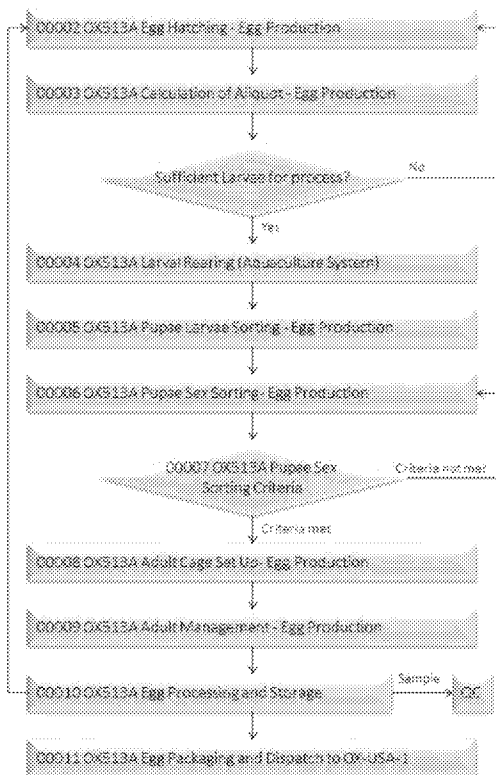 00002 OX513A Egg Hatching - Egg Production
00003 OX513A Calculation of Aliquot - Egg Production
Sufficient Larvae for process?
No
Yes
00004 OX513A Larval Rearing (Aquaculture System)
00005 OX513A Pupae Larvae Sorting - Egg Production
00006 OX513A Pupae Sex Sorting - Egg Production
00007 OX513A Pupae Sex
Sorting Criteria
Criteria not met
Criteria met
00008 OX513A Adult Cage Set Up - Egg Production
00009 OX513A Adult Management - Egg Production
00010 OX513A Egg Processing and Storage
Sample
QC
00011 OX513A Egg Packaging and Dispatch to OX-USA-1